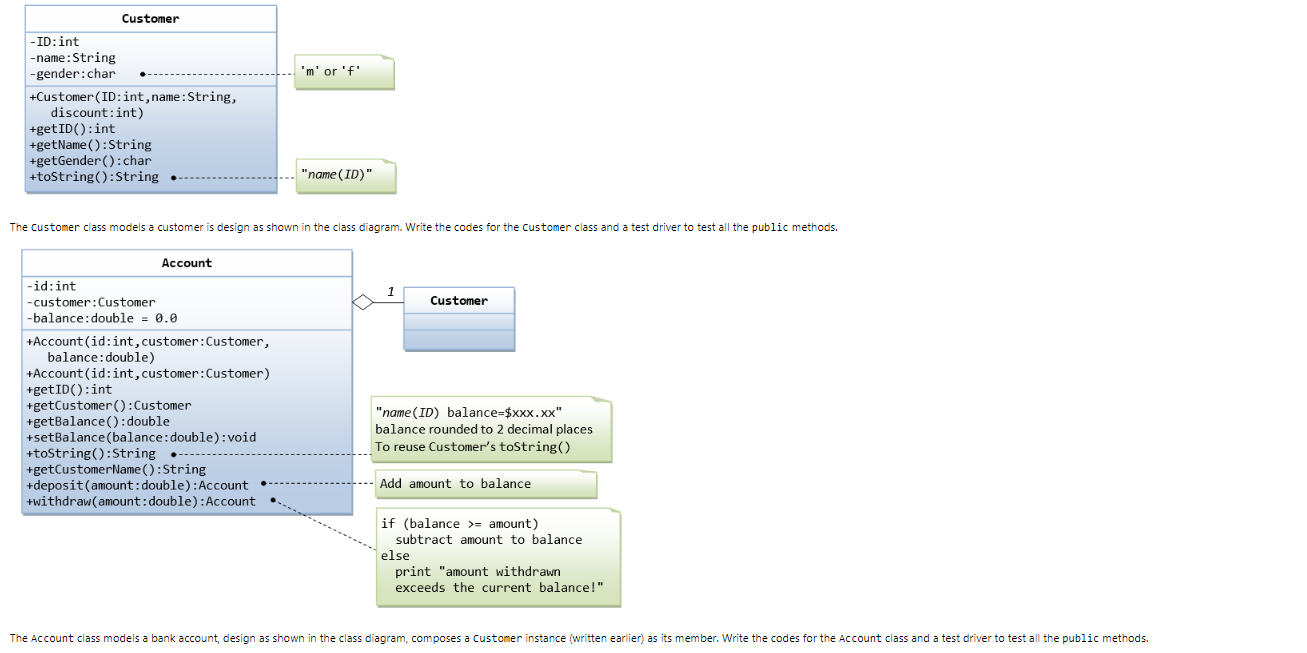 Customer
-ID:int
-name:String
-gender:char
'm' or 'f'
+Customer(ID:int,name:String,
discount:int)
+getID():int
+getName():String
+getGender():char
+toString():String
"name(ID)"
The Customer class models a customer is design as shown in the class diagram. Write the codes for the Customer class and a test driver to test all the public methods.
Account
-id:int
-customer:Customer
-balance:double = 0.0
1
Customer
+Account(id:int,customer:Customer,
balance:double)
+Account(id:int,customer:Customer)
+getID():int
+getCustomer():Customer
+getBalance():double
+setBalance(balance:double):void
+toString():String
+getCustomerName():String
+deposit(amount:double):Account
+withdraw(amount:double):Account
"name(ID) balance=$xxx.xx"
balance rounded to 2 decimal places
To reuse Customer's toString()
Add amount to balance
if (balance >= amount)
subtract amount to balance
else
print "amount withdrawn
exceeds the current balance!"
The Account class models a bank account, design as shown in the class diagram, composes a Customer instance (written earlier) as its member. Write the codes for the Account class and a test driver to test all the public methods.